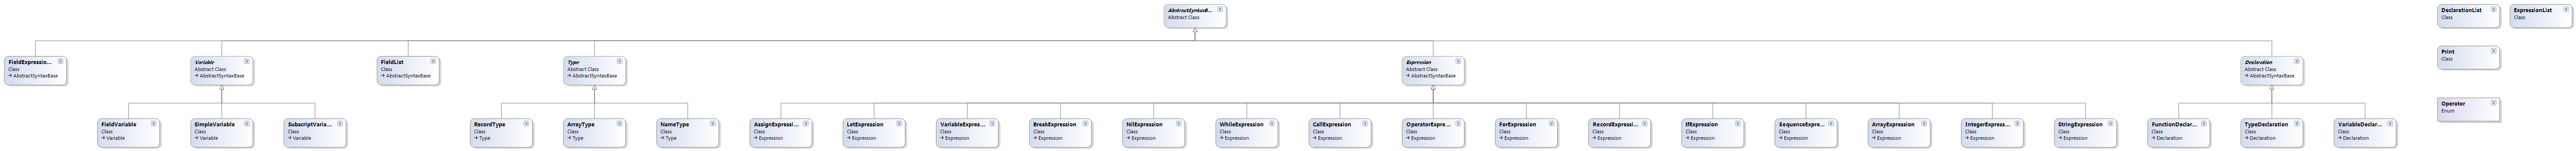 AbstractSyntaxB...
Abstract Class
DeclarationList
Class
ExpressionList
Class
Print
Class
Operator
Enum
FieldExpressio...
Class
AbstractSyntaxBase
Variable
Abstract Class
AbstractSyntaxBase
FieldList
Class
AbstractSyntaxBase
Type
Abstract Class
AbstractSyntaxBase
Expression
Abstract Class
AbstractSyntaxBase
Declaration
Abstract Class
AbstractSyntaxBase
FieldVariable
Class
Variable
SimpleVariable
Class
Variable
SubscriptVaria...
Class
Variable
RecordType
Class
Type
ArrayType
Class
Type
NameType
Class
Type
AssignExpressi...
Class
Expression
LetExpression
Class
Expression
VariableExpres...
Class
Expression
BreakExpression
Class
Expression
NilExpression
Class
Expression
WhileExpression
Class
Expression
CallExpression
Class
Expression
OperatorExpre...
Class
Expression
ForExpression
Class
Expression
RecordExpressi...
Class
Expression
IfExpression
Class
Expression
SequenceExpre...
Class
Expression
ArrayExpression
Class
Expression
IntegerExpress...
Class
Expression
StringExpression
Class
Expression
FunctionDeclar...
Class
Declaration
TypeDeclaration
Class
Declaration
VariableDeclar...
Class
Declaration